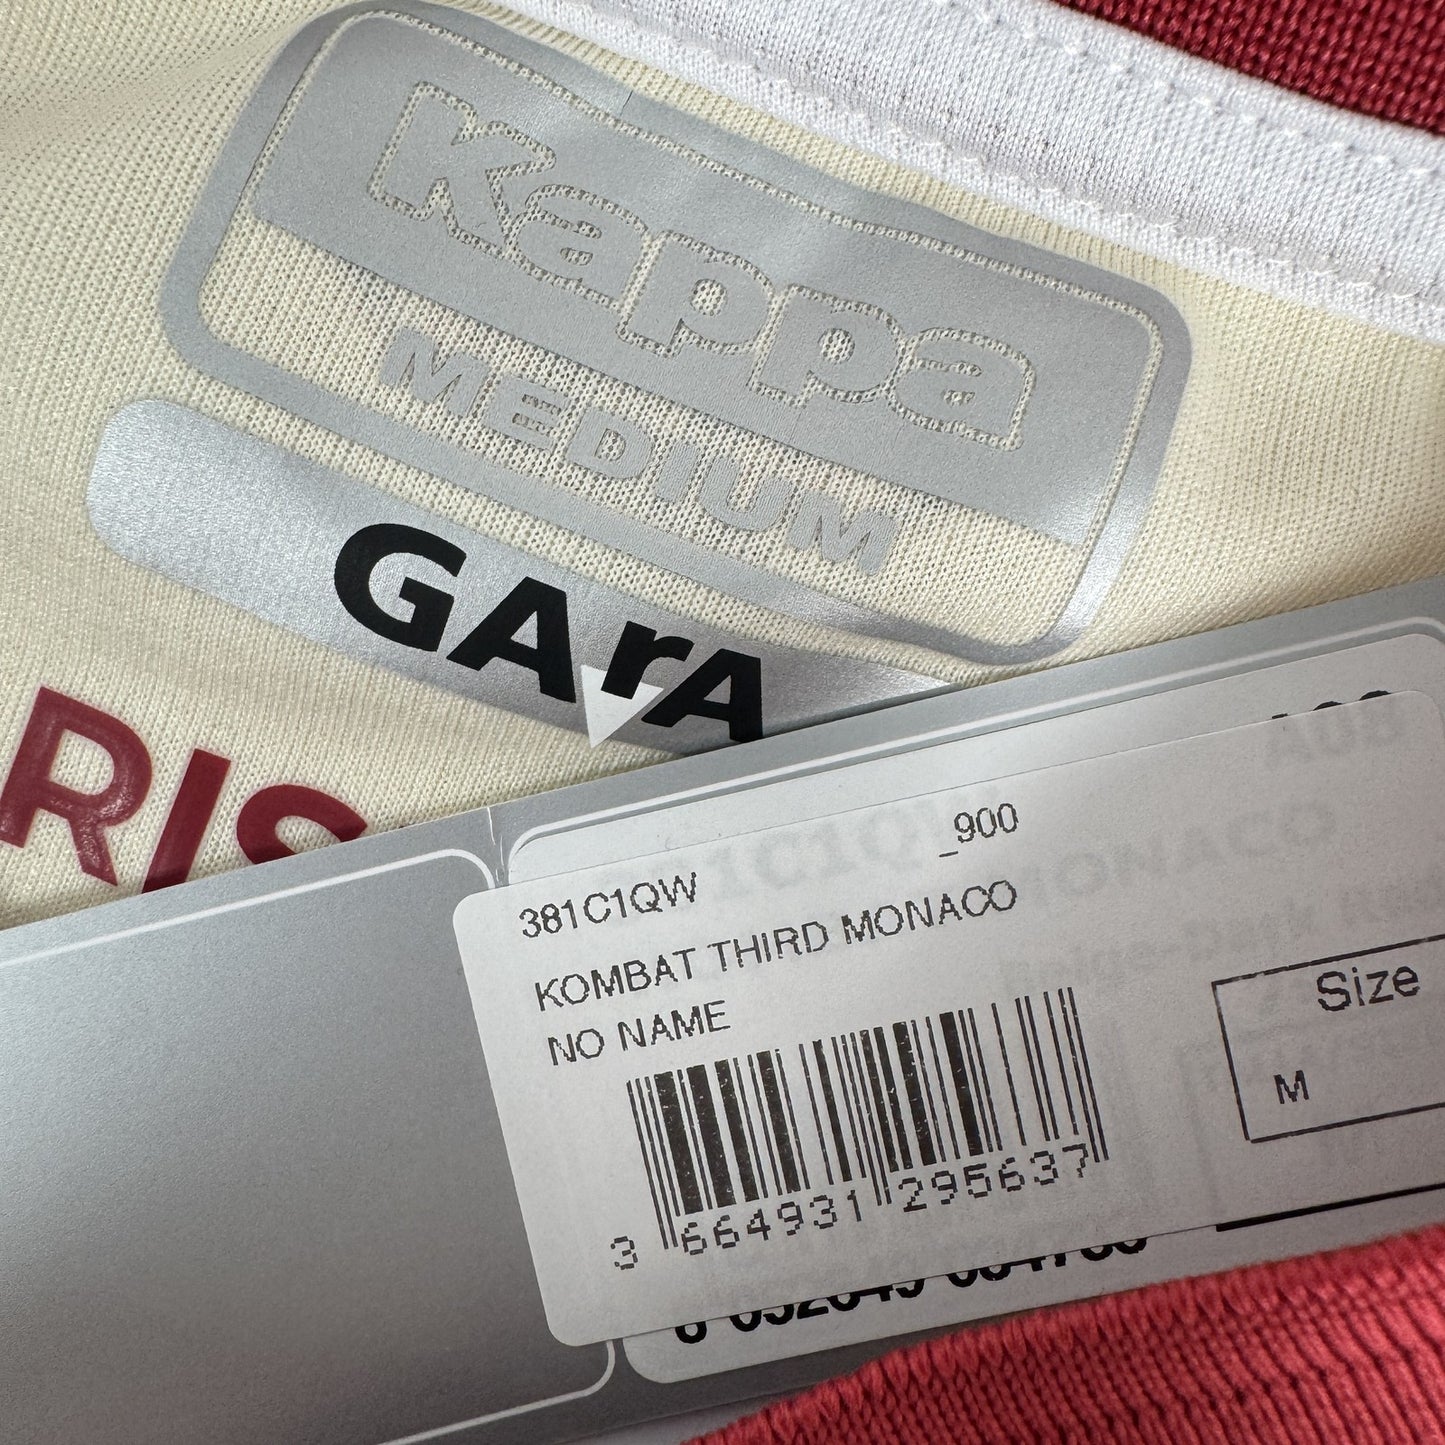 Kappa
MEDIUM
GArA
RIS
_900
381C1QW
KOMBAT THIRD MONACO
NO NAME
Size
M
3 664931 295637